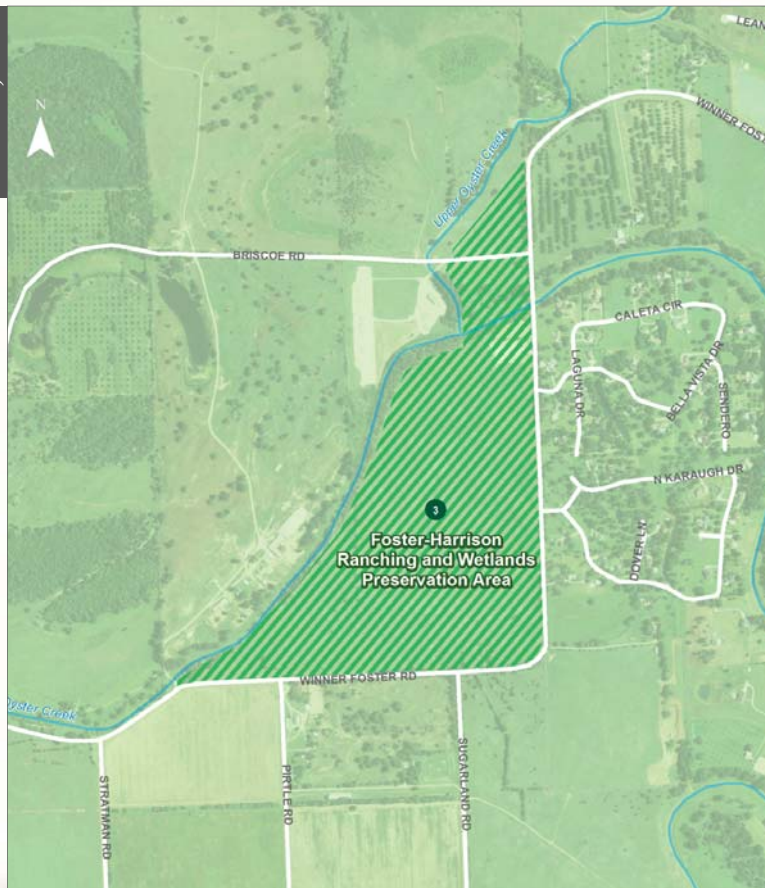 N
LEAN
WINNER FOST
Upper Oyster Creek
BRISCOE RD
CALETA CIR
LAGUNA DR
BELLA VISTA DR
SENDERO
N KARAUGH DR
3
Foster-Harrison
Ranching and Wetlands
Preservation Area
DOVER LN
WINNER FOSTER RD
Oyster Creek
STRATMAN RD
PIRTLE RD
SUGARLAND RD